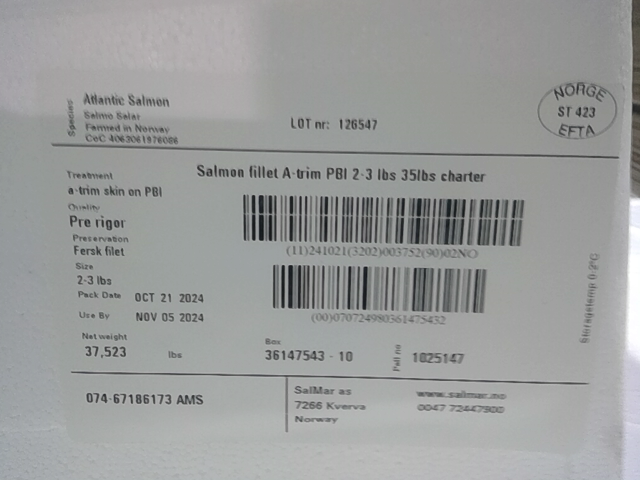 Species
Atlantic Salmon
Salmo Salar
Farmed in Norway
CoC 4063061976086
LOT nr: 126547
NORGE
ST 423
EFTA
Treatment
a-trim skin on PBI
Salmon fillet A-trim PBI 2-3 lbs 35lbs charter
Quality
Pre rigor
Preservation
Fersk filet
(11)241021(3202)003752(90)02NO
Size
2-3 lbs
Pack Date OCT 21 2024
Use By NOV 05 2024
(00)070724980361475432
Storagetemp 0-2°C
Net weight
37,523 lbs
Box
36147543 - 10
Pall no
1025147
074-67186173 AMS
SalMar as
7266 Kverva
Norway
www.salmar.no
0047 72447900